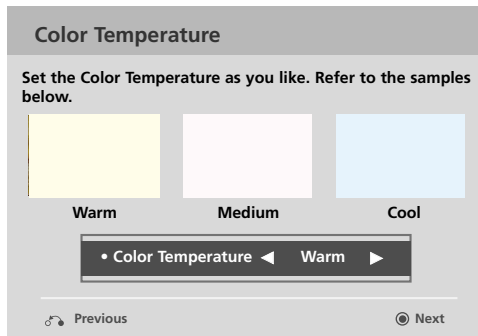 Color Temperature
Set the Color Temperature as you like. Refer to the samples
below.
Warm Medium Cool
• Color Temperature ◀ Warm ▶
Previous Next